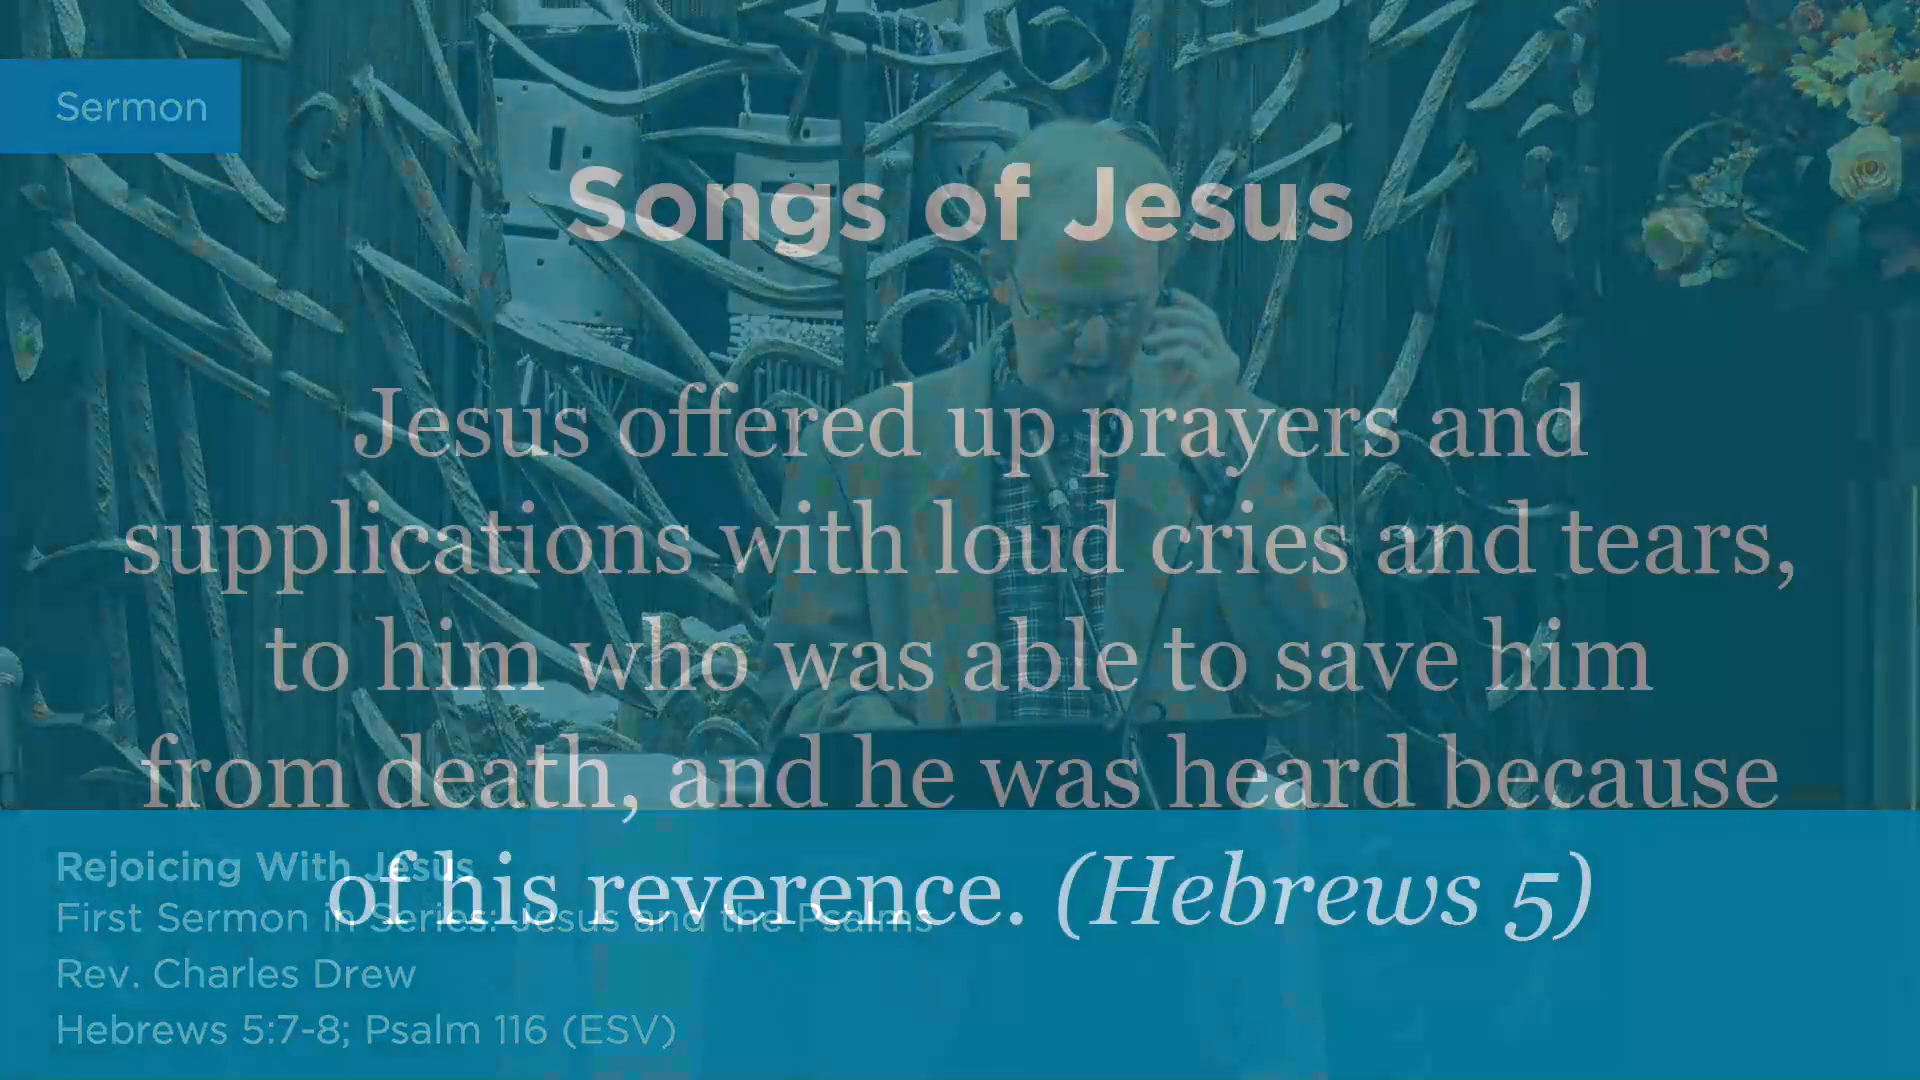 Sermon
Songs of Jesus
Jesus offered up prayers and
supplications with loud cries and tears,
to him who was able to save him
from death, and he was heard because
of his reverence. (Hebrews 5)
Rejoicing With Jesus
First Sermon in Series: Jesus and the Psalms
Rev. Charles Drew
Hebrews 5:7-8; Psalm 116 (ESV)